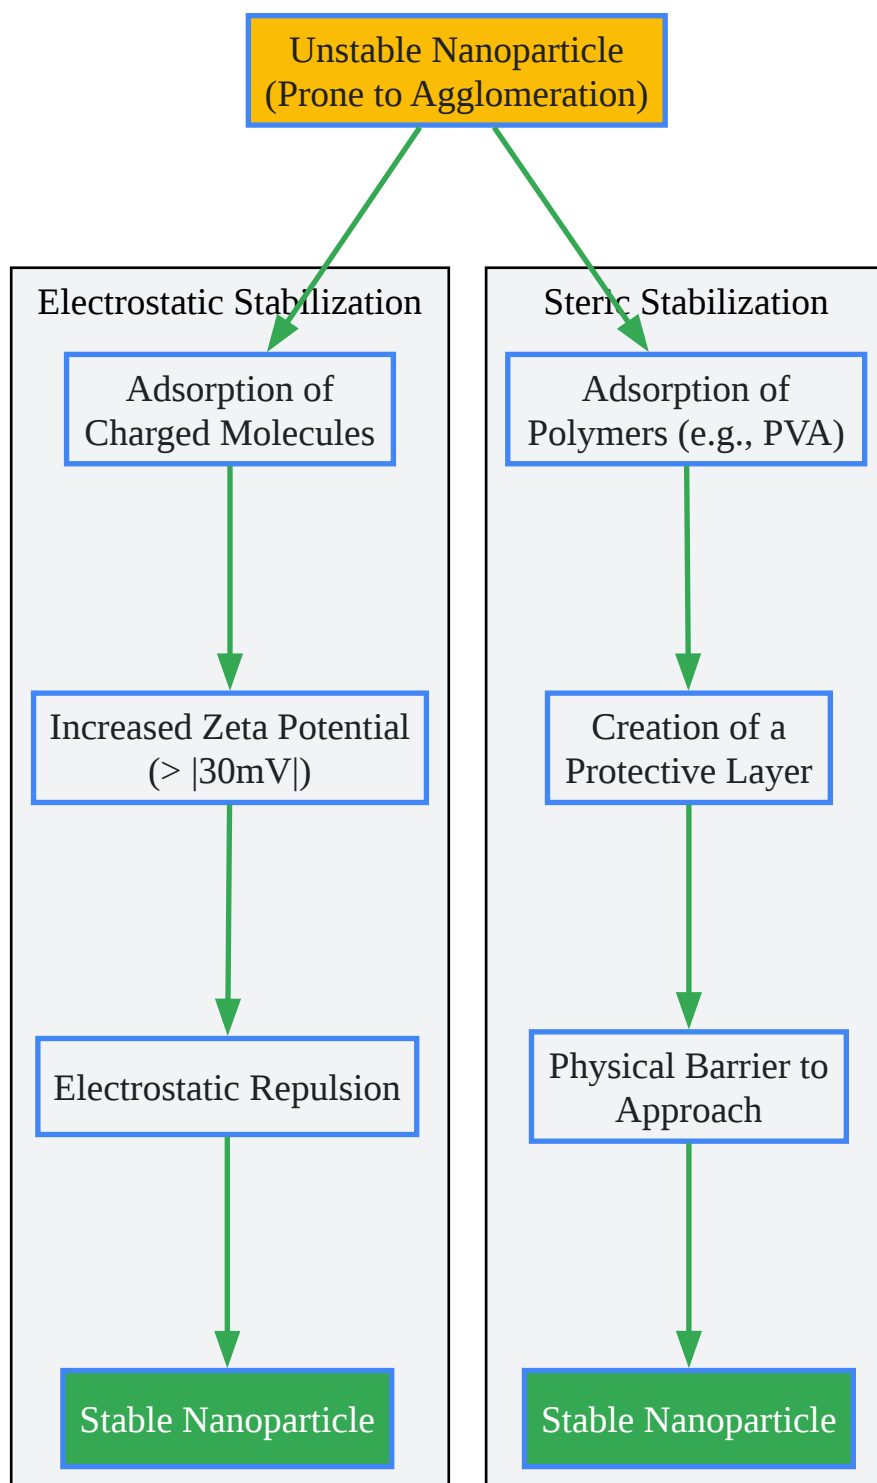 Unstable Nanoparticle
(Prone to Agglomeration)
Electrostatic Stabilization
Adsorption of
Charged Molecules
Increased Zeta Potential
(> |30mV|)
Electrostatic Repulsion
Stable Nanoparticle
Steric Stabilization
Adsorption of
Polymers (e.g., PVA)
Creation of a
Protective Layer
Physical Barrier to
Approach
Stable Nanoparticle